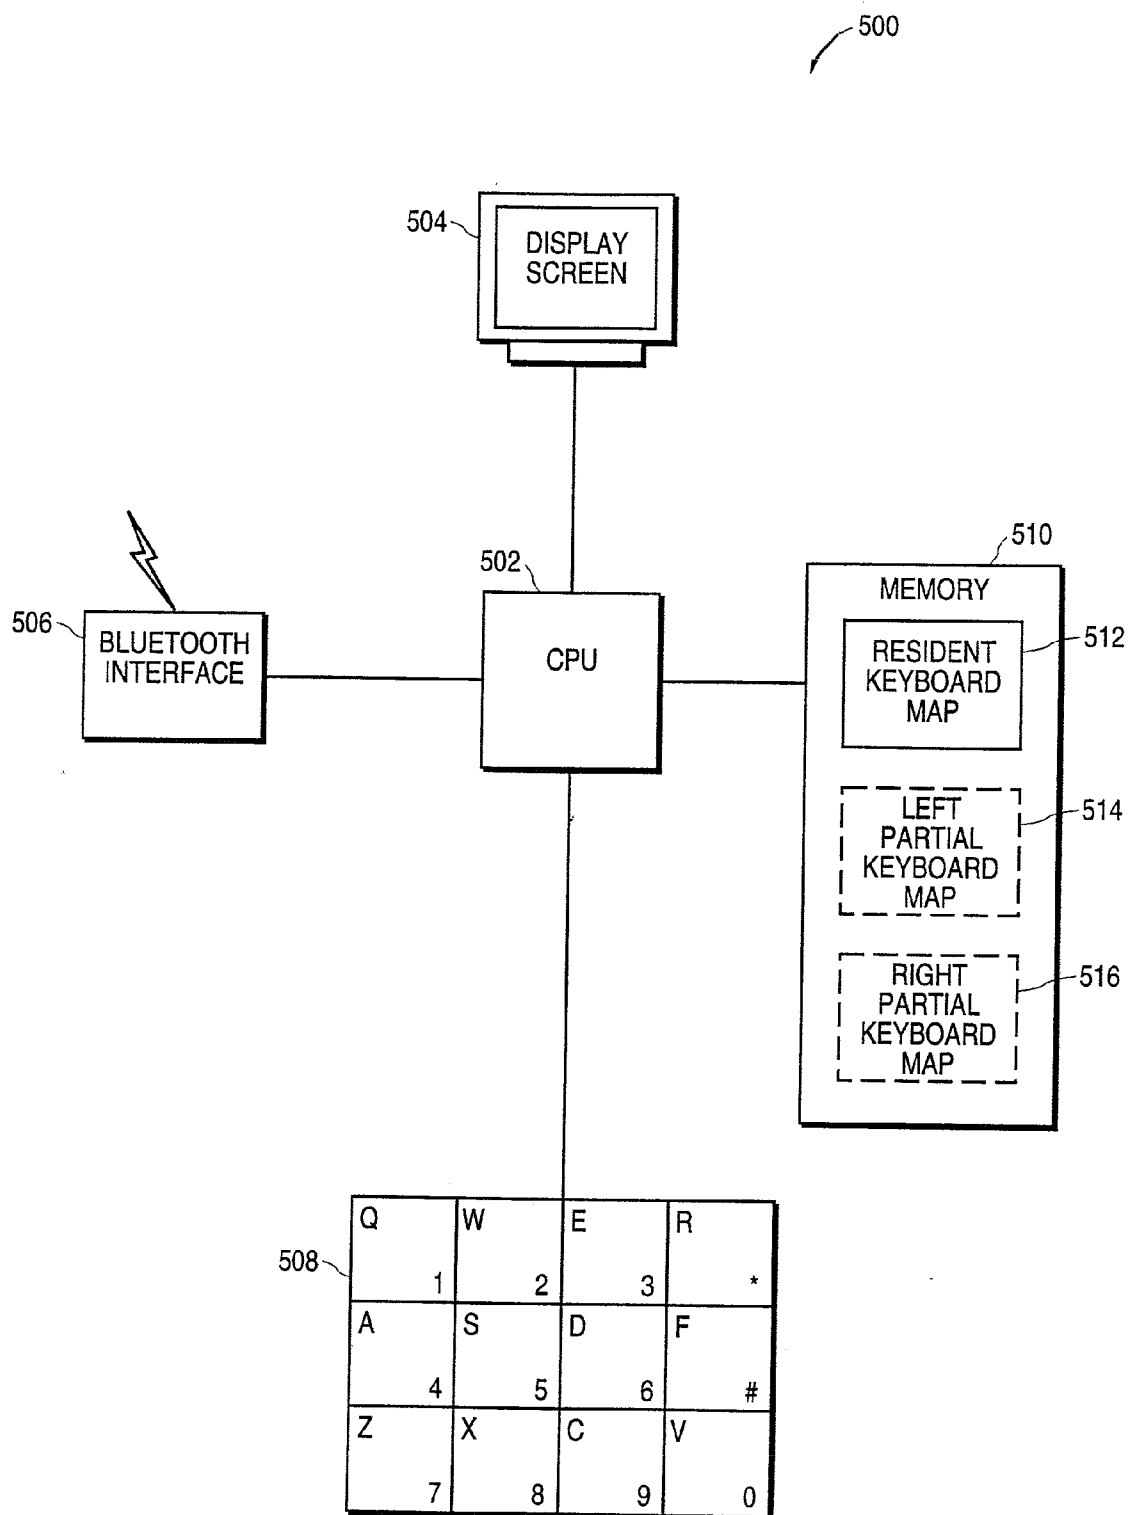 500
504
DISPLAY
SCREEN
510
502
MEMORY
506
BLUETOOTH
INTERFACE
CPU
512
RESIDENT
KEYBOARD
MAP
514
LEFT
PARTIAL
KEYBOARD
MAP
516
RIGHT
PARTIAL
KEYBOARD
MAP
508
Q W E R
1 2 3 *
A S D F
4 5 6 #
Z X C V
7 8 9 0